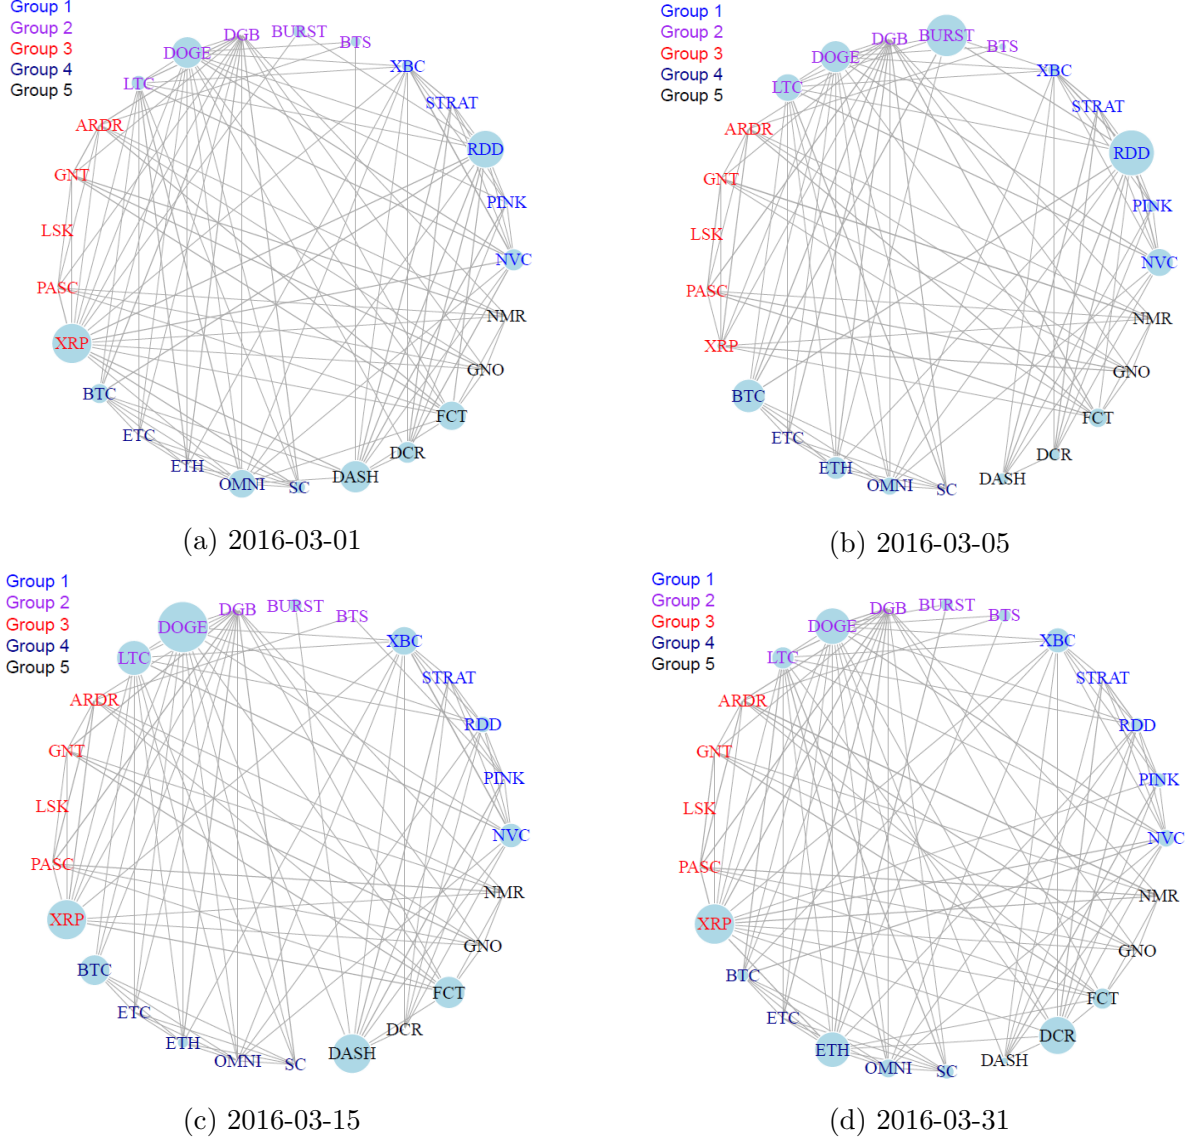 Group 1
Group 2
Group 3
Group 4
Group 5
DGB
BURST
BTS
DOGE
XBC
LTC
STRAT
ARDR
RDD
GNT
PINK
LSK
NVC
PASC
NMR
XRP
GNO
BTC
FCT
ETC
DCR
ETH
DASH
OMNI
SC
(a) 2016-03-01
Group 1
Group 2
Group 3
Group 4
Group 5
DGB
BURST
BTS
DOGE
XBC
LTC
STRAT
ARDR
RDD
GNT
PINK
LSK
NVC
PASC
NMR
XRP
GNO
BTC
FCT
ETC
DCR
ETH
DASH
OMNI
SC
(b) 2016-03-05
Group 1
Group 2
Group 3
Group 4
Group 5
DGB
BURST
BTS
DOGE
XBC
LTC
STRAT
ARDR
RDD
GNT
PINK
LSK
NVC
PASC
NMR
XRP
GNO
BTC
FCT
ETC
DCR
ETH
DASH
OMNI
SC
(c) 2016-03-15
Group 1
Group 2
Group 3
Group 4
Group 5
DGB
BURST
BTS
DOGE
XBC
LTC
STRAT
ARDR
RDD
GNT
PINK
LSK
NVC
PASC
NMR
XRP
GNO
BTC
FCT
ETC
DCR
ETH
DASH
OMNI
SC
(d) 2016-03-31